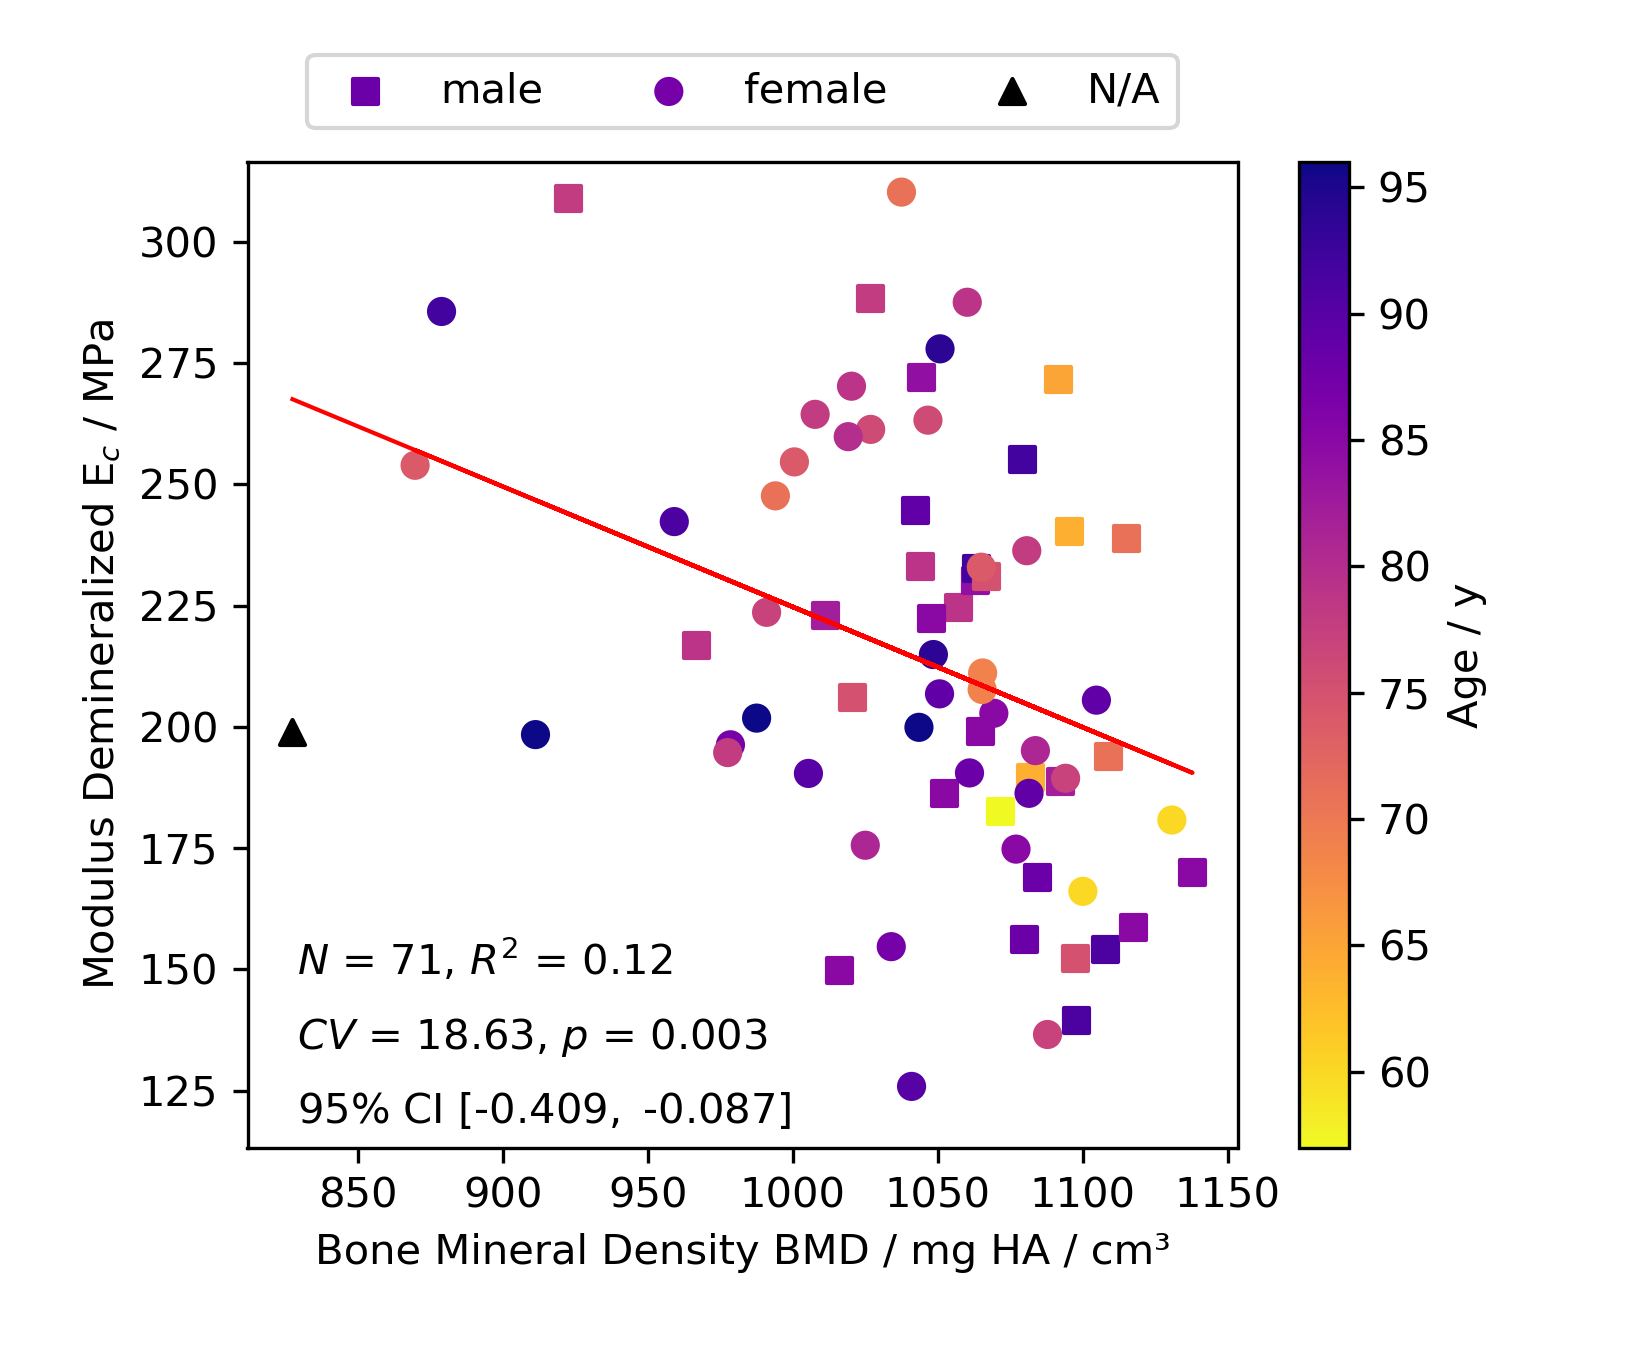 male female N/A
300
275
250
225
200
175
150
125
Modulus Demineralized E_c / MPa
N = 71, R² = 0.12
CV = 18.63, p = 0.003
95% CI [-0.409, -0.087]
850 900 950 1000 1050 1100 1150
Bone Mineral Density BMD / mg HA / cm³
95
90
85
80
75
70
65
60
Age / y